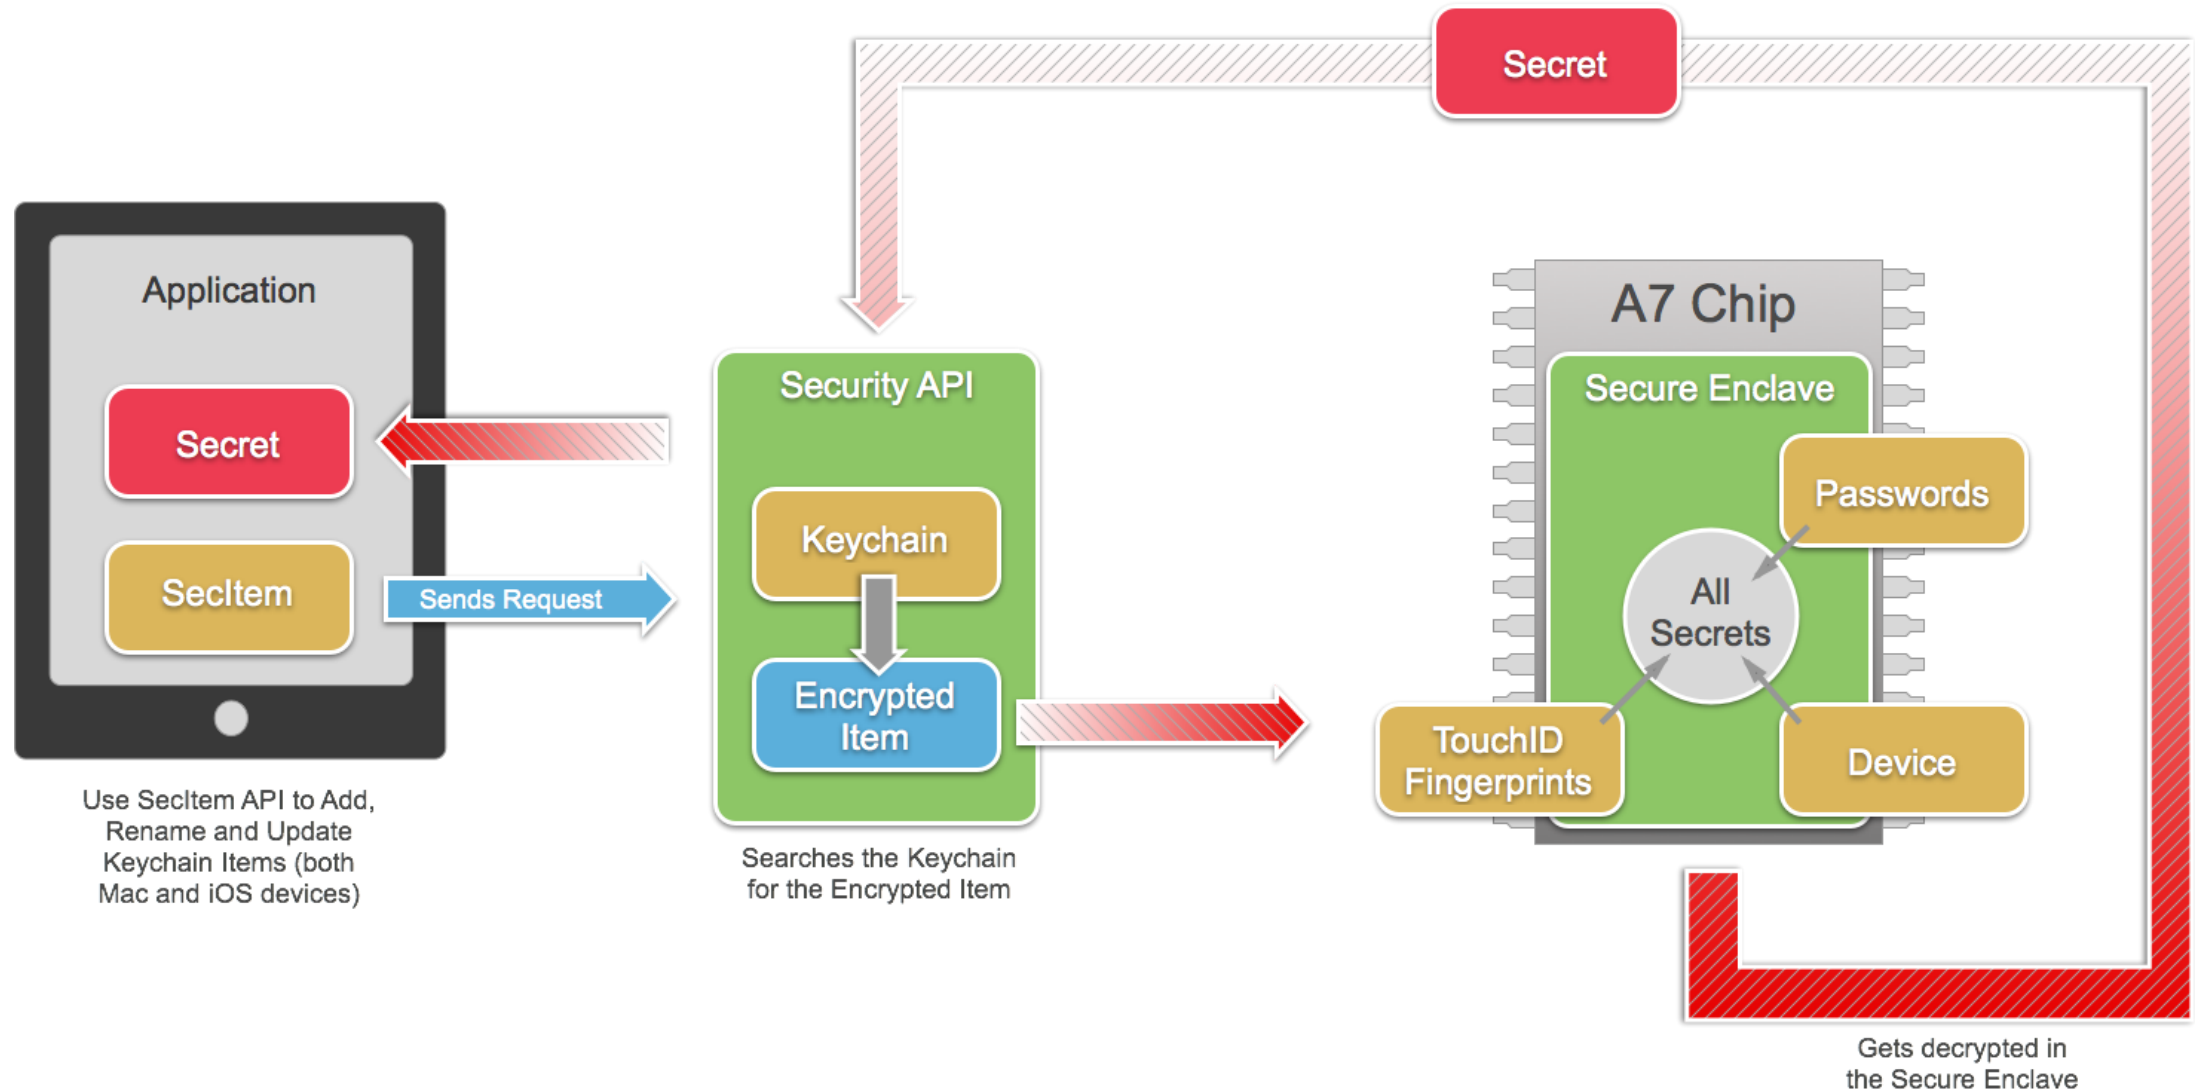 Secret
Application
Secret
SecItem
Sends Request
Use SecItem API to Add,
Rename and Update
Keychain Items (both
Mac and iOS devices)
Security API
Keychain
Encrypted
Item
Searches the Keychain
for the Encrypted Item
A7 Chip
Secure Enclave
Passwords
All
Secrets
TouchID
Fingerprints
Device
Gets decrypted in
the Secure Enclave